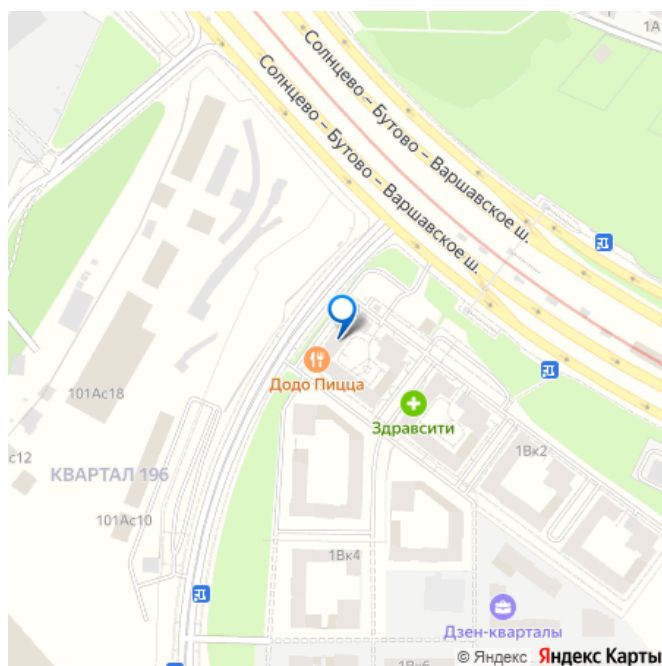 1А
Солнцево – Бутово – Варшавское ш.
Солнцево – Бутово – Варшавское ш.
Додо Пицца
101Ас18
Здравсити
с12
КВАРТАЛ 196
1Вк2
101Ас10
1Вк4
Дзен-кварталы
1Вк6
© Яндекс Яндекс Карты